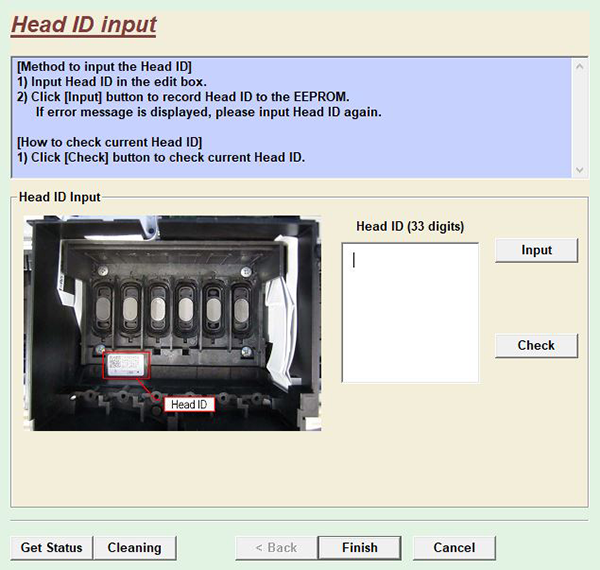 Head ID input
[Method to input the Head ID]
1) Input Head ID in the edit box.
2) Click [Input] button to record Head ID to the EEPROM.
If error message is displayed, please input Head ID again.
[How to check current Head ID]
1) Click [Check] button to check current Head ID.
Head ID Input
Head ID (33 digits)
Input
Check
Head ID
Get Status
Cleaning
< Back
Finish
Cancel